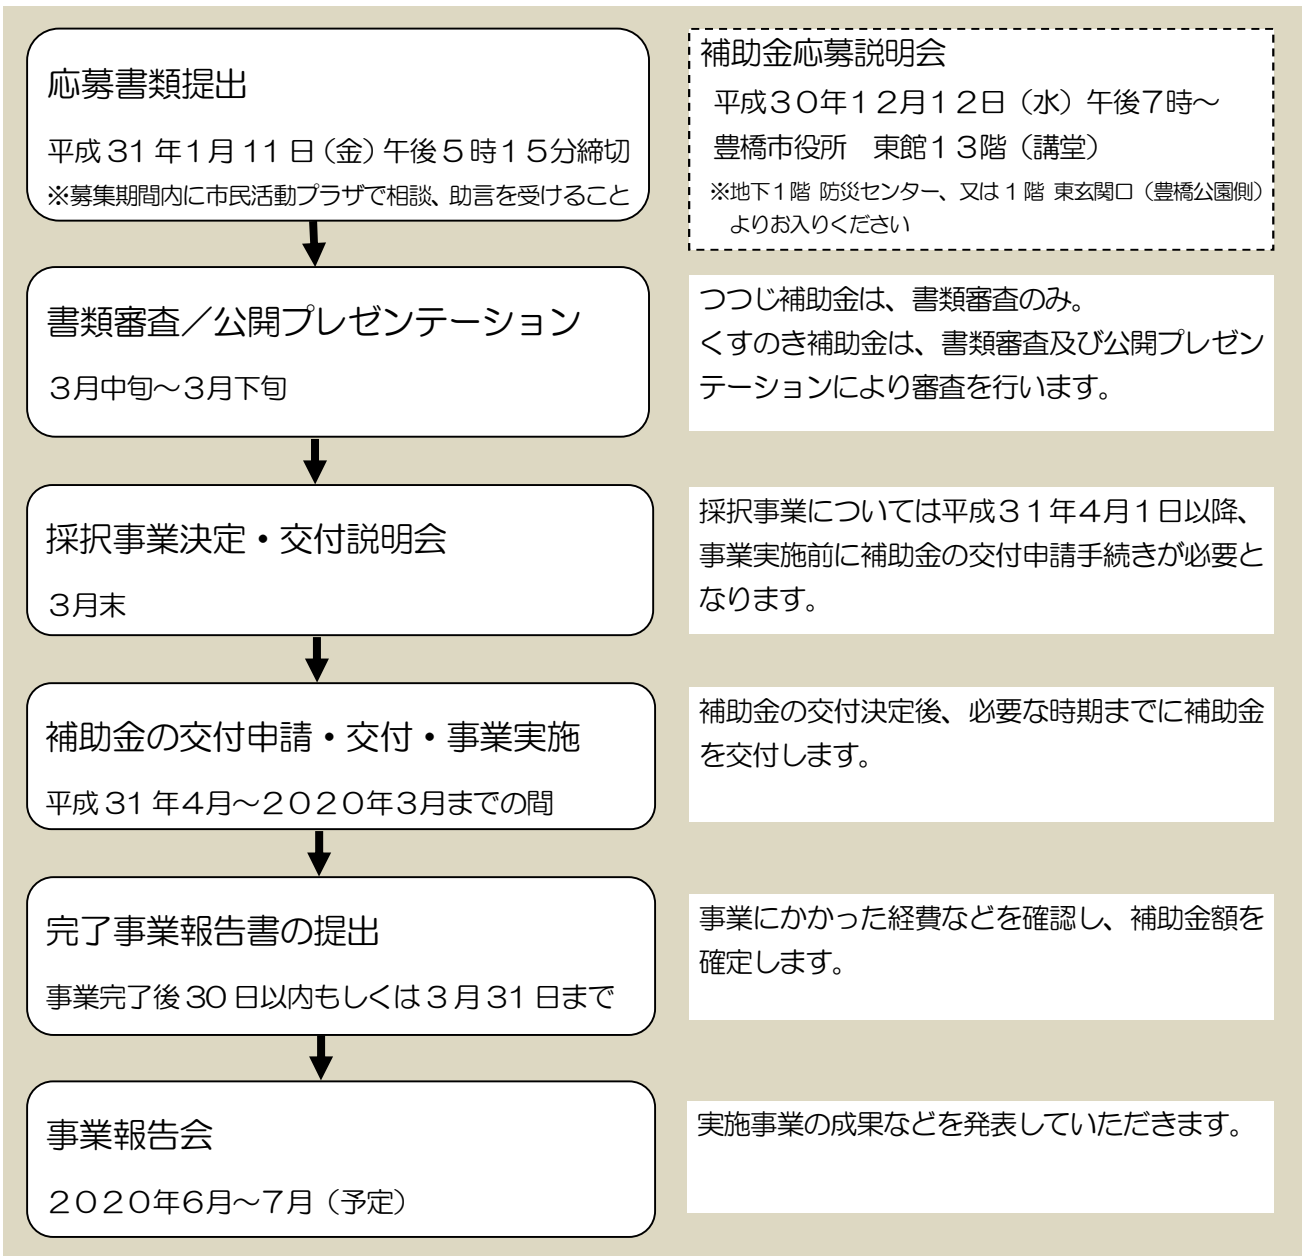 応募書類提出
平成31年1月11日（金）午後５時１５分締切
※募集期間内に市民活動プラザで相談、助言を受けること
補助金応募説明会
平成３０年１２月１２日（水）午後７時～
豊橋市役所　東館１３階（講堂）
※地下１階 防災センター、又は１階 東玄関口（豊橋公園側）
よりお入りください
書類審査／公開プレゼンテーション
３月中旬～３月下旬
つつじ補助金は、書類審査のみ。
くすのき補助金は、書類審査及び公開プレゼン
テーションにより審査を行います。
採択事業決定・交付説明会
３月末
採択事業については平成３１年４月１日以降、
事業実施前に補助金の交付申請手続きが必要と
なります。
補助金の交付申請・交付・事業実施
平成31年４月～２０２０年３月までの間
補助金の交付決定後、必要な時期までに補助金
を交付します。
完了事業報告書の提出
事業完了後30日以内もしくは３月31日まで
事業にかかった経費などを確認し、補助金額を
確定します。
事業報告会
２０２０年６月～７月（予定）
実施事業の成果などを発表していただきます。